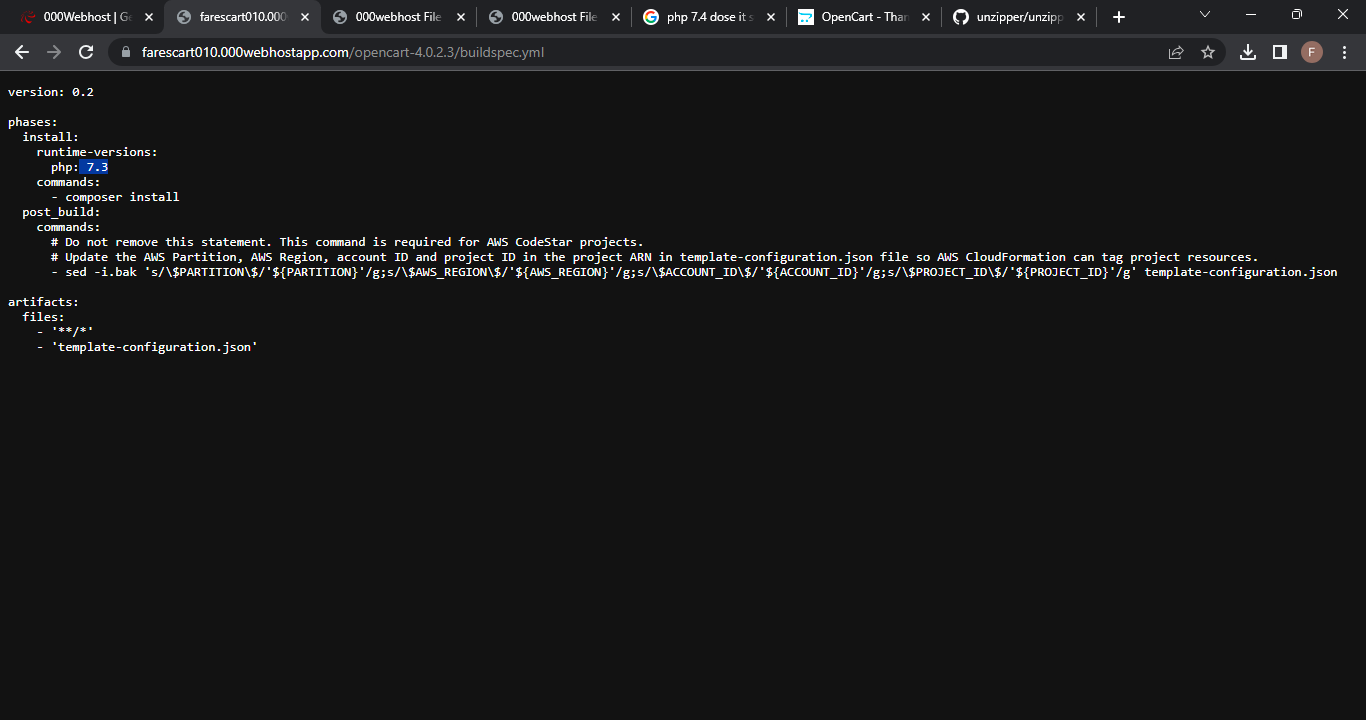 000Webhost | Ge
farescart010.000
000webhost File
000webhost File
php 7.4 dose it s
OpenCart - Than
unzipper/unzipp
farescart010.000webhostapp.com/opencart-4.0.2.3/buildspec.yml
F
version: 0.2
phases:
  install:
    runtime-versions:
      php: 7.3
    commands:
      - composer install
  post_build:
    commands:
      # Do not remove this statement. This command is required for AWS CodeStar projects.
      # Update the AWS Partition, AWS Region, account ID and project ID in the project ARN in template-configuration.json file so AWS CloudFormation can tag project resources.
      - sed -i.bak 's/\$PARTITION\$/'${PARTITION}'/g;s/\$AWS_REGION\$/'${AWS_REGION}'/g;s/\$ACCOUNT_ID\$/'${ACCOUNT_ID}'/g;s/\$PROJECT_ID\$/'${PROJECT_ID}'/g' template-configuration.json
artifacts:
  files:
    - '**/*'
    - 'template-configuration.json'